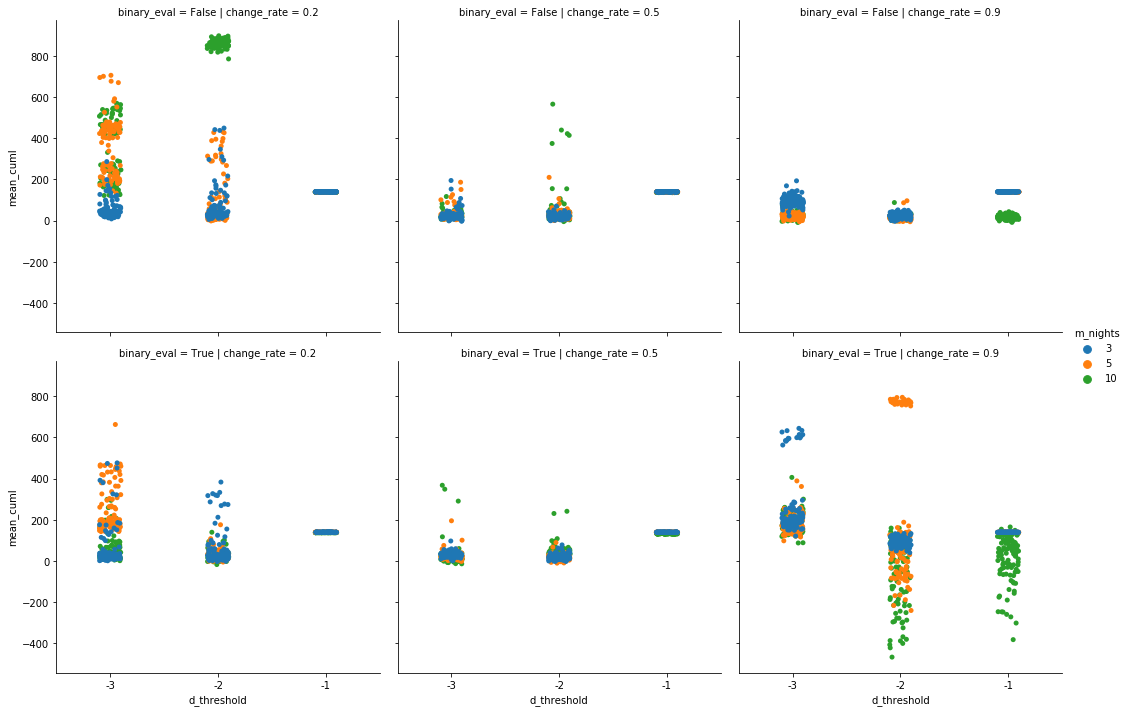 binary_eval = False | change_rate = 0.2
binary_eval = False | change_rate = 0.5
binary_eval = False | change_rate = 0.9
mean_cuml
800
600
400
200
0
−200
−400
binary_eval = True | change_rate = 0.2
binary_eval = True | change_rate = 0.5
binary_eval = True | change_rate = 0.9
m_nights
3
5
10
mean_cuml
800
600
400
200
0
−200
−400
-3 -2 -1
-3 -2 -1
-3 -2 -1
d_threshold
d_threshold
d_threshold